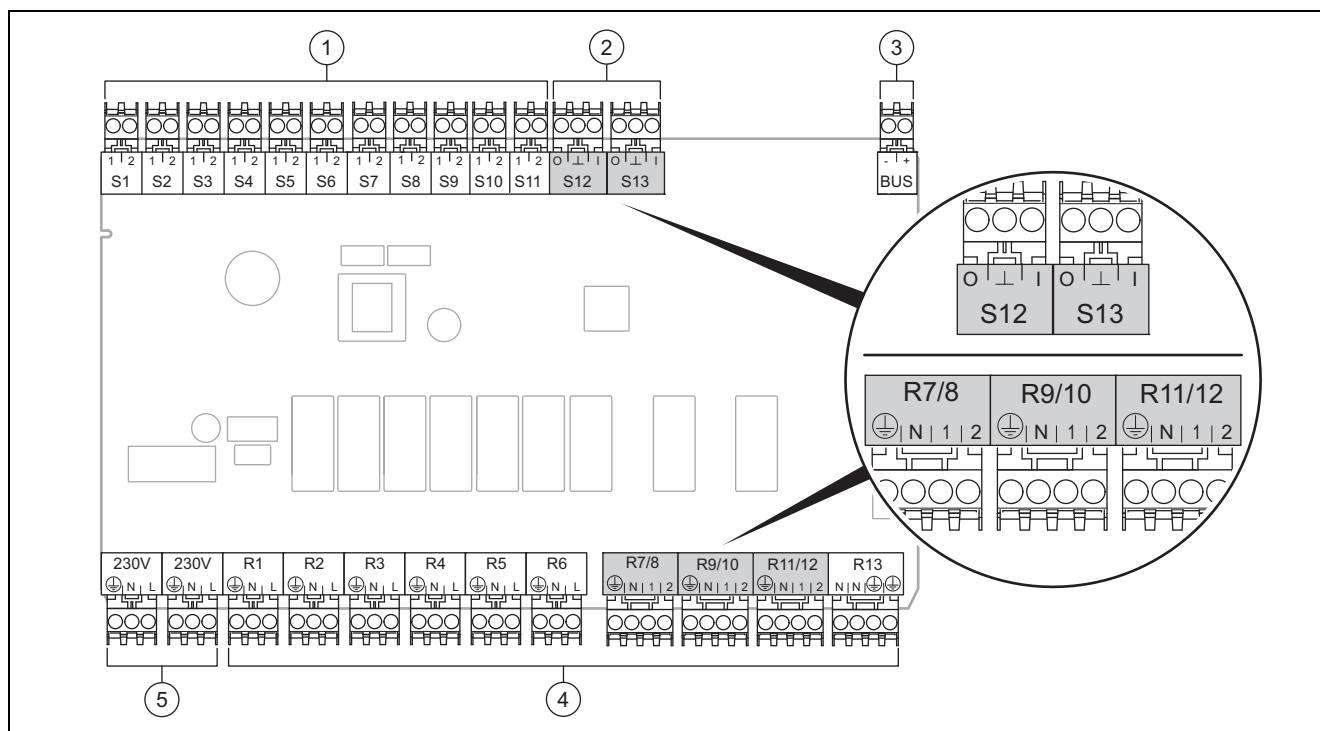 1 2 3
1 2 1 2 1 2 1 2 1 2 1 2 1 2 1 2 1 2 1 2 1 2 O ⊥ I O ⊥ I - +
S1 S2 S3 S4 S5 S6 S7 S8 S9 S10 S11 S12 S13 BUS
O ⊥ I O ⊥ I
S12 S13
R7/8 R9/10 R11/12
⏚ N 1 2 ⏚ N 1 2 ⏚ N 1 2
230V 230V R1 R2 R3 R4 R5 R6 R7/8 R9/10 R11/12 R13
⏚ N L ⏚ N L ⏚ N L ⏚ N L ⏚ N L ⏚ N L ⏚ N L ⏚ N L ⏚ N 1 2 ⏚ N 1 2 ⏚ N 1 2 N N ⏚ ⏚
5 4